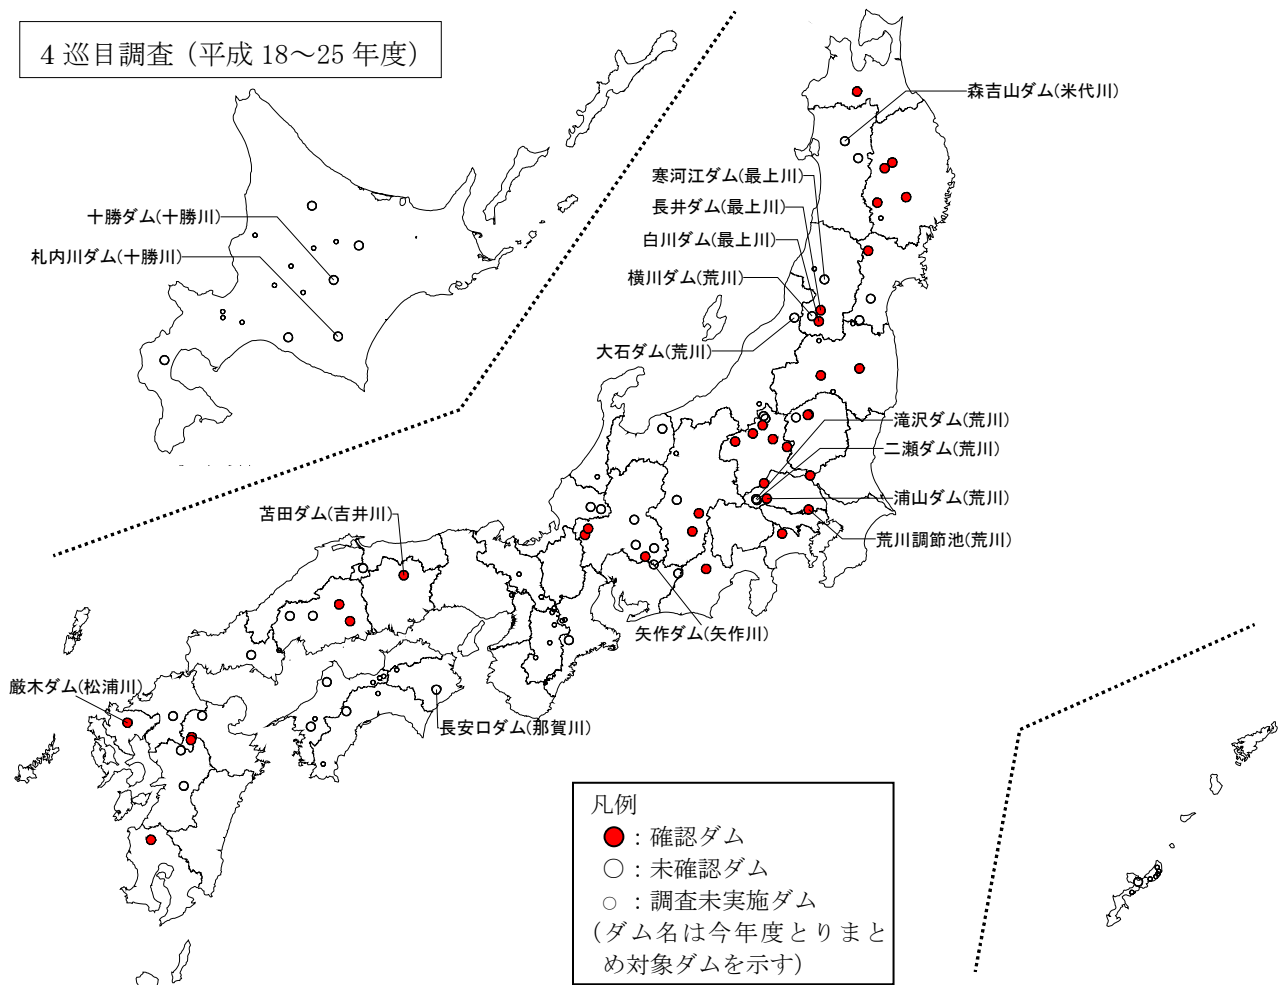 4巡目調査（平成 18～25 年度）
森吉山ダム(米代川)
寒河江ダム(最上川)
長井ダム(最上川)
白川ダム(最上川)
横川ダム(荒川)
大石ダム(荒川)
十勝ダム(十勝川)
札内川ダム(十勝川)
滝沢ダム(荒川)
二瀬ダム(荒川)
浦山ダム(荒川)
荒川調節池(荒川)
苫田ダム(吉井川)
矢作ダム(矢作川)
厳木ダム(松浦川)
長安口ダム(那賀川)
凡例
●：確認ダム
○：未確認ダム
○：調査未実施ダム
(ダム名は今年度とりまと
め対象ダムを示す)